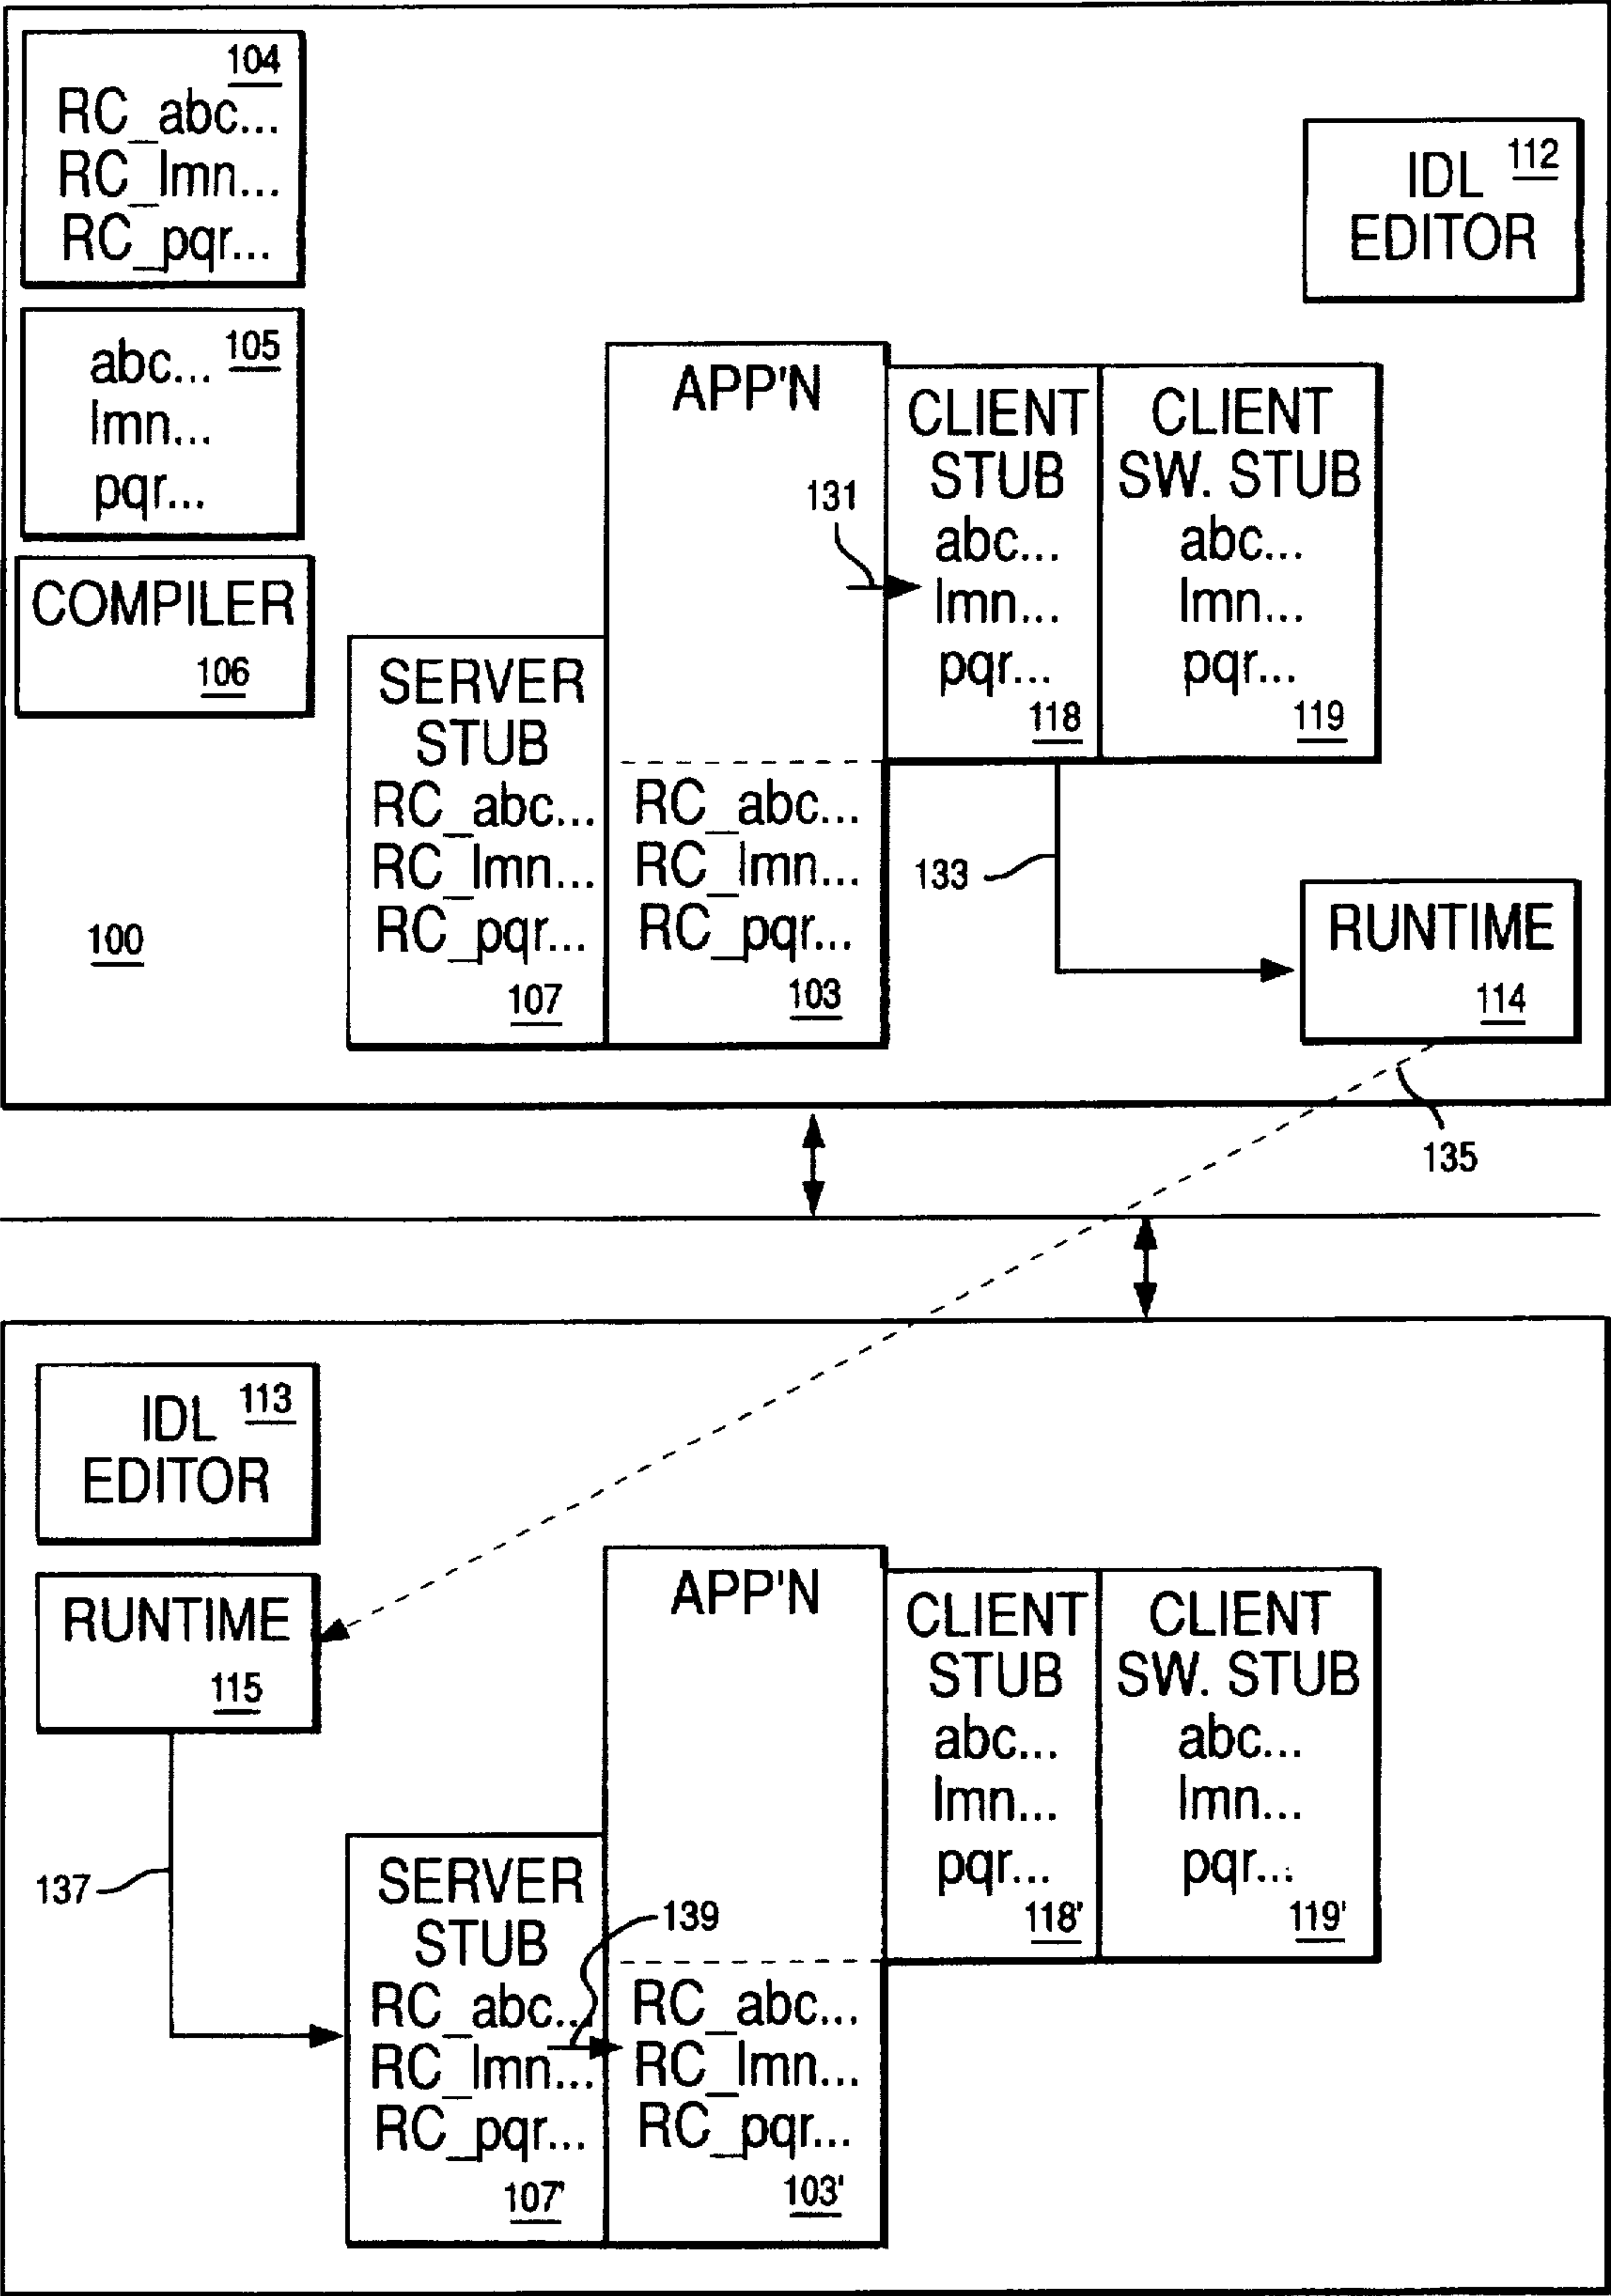 104
RC_abc...
RC_lmn...
RC_pqr...
IDL 112
EDITOR
abc... 105
lmn...
pqr...
COMPILER
106
100
SERVER
STUB
RC_abc...
RC_lmn...
RC_pqr...
107
APP'N
131
RC_abc...
RC_lmn...
RC_pqr...
103
CLIENT
STUB
abc...
lmn...
pqr...
118
CLIENT
SW. STUB
abc...
lmn...
pqr...
119
133
RUNTIME
114
135
IDL 113
EDITOR
RUNTIME
115
137
SERVER
STUB
RC_abc...
RC_lmn...
RC_pqr...
107'
139
APP'N
RC_abc...
RC_lmn...
RC_pqr...
103'
CLIENT
STUB
abc...
lmn...
pqr...
118'
CLIENT
SW. STUB
abc...
lmn...
pqr...
119'